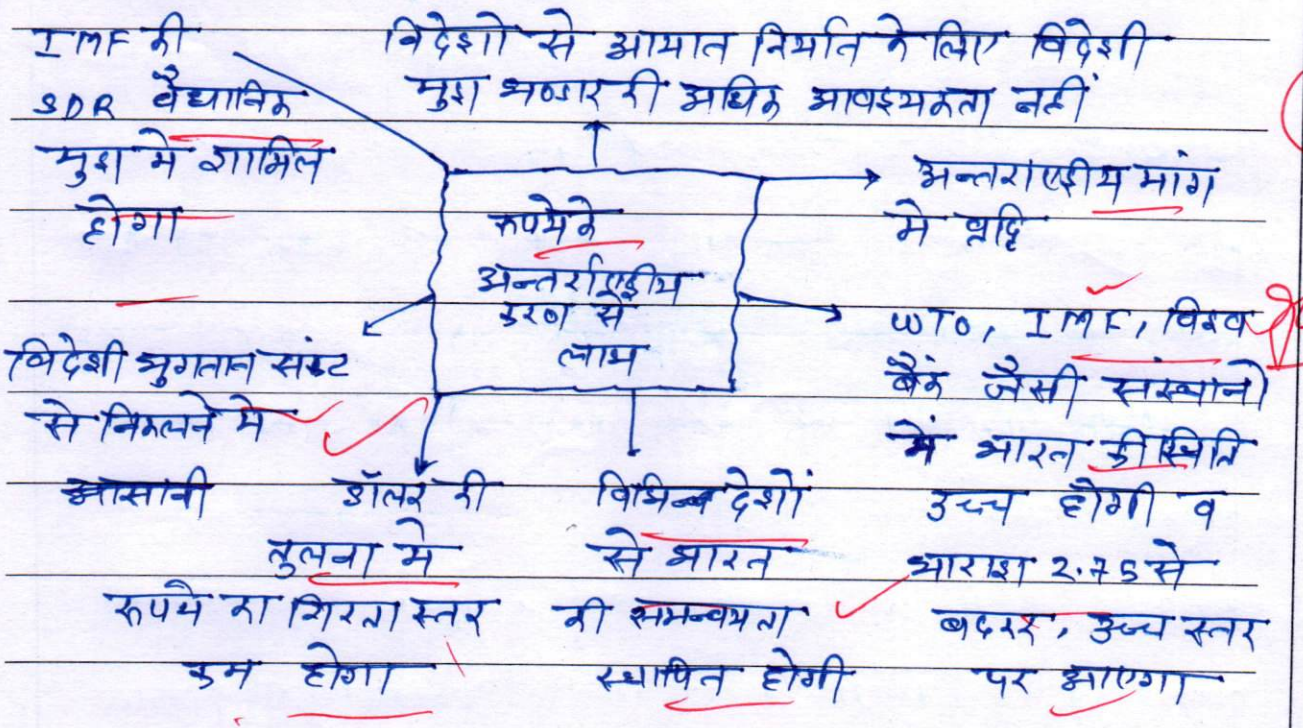 IMF की
SDR वैधानिक
मुद्रा मे शामिल
होगा
विदेशो से आयात निर्यात के लिए विदेशी
मुद्रा भण्डार की अधिक आवश्यकता नहीं
अन्तराष्ट्रीय मांग
मे वृद्धि
रूपये के
अन्तर्राष्ट्रीय
करण से
लाभ
WTO, IMF, विश्व
बैंक जैसी संस्थानो
में भारत की स्थिति
उच्च होगी व
भारांश 2.75 से
बढ़कर, उच्च स्तर
पर आएगा
विदेशी भुगतान संकट
से निकलने मे
आसानी
डॉलर की
तुलना मे
रूपये का गिरता स्तर
कम होगा
विभिन्न देशों
से भारत
की समन्वयता
स्थापित होगी